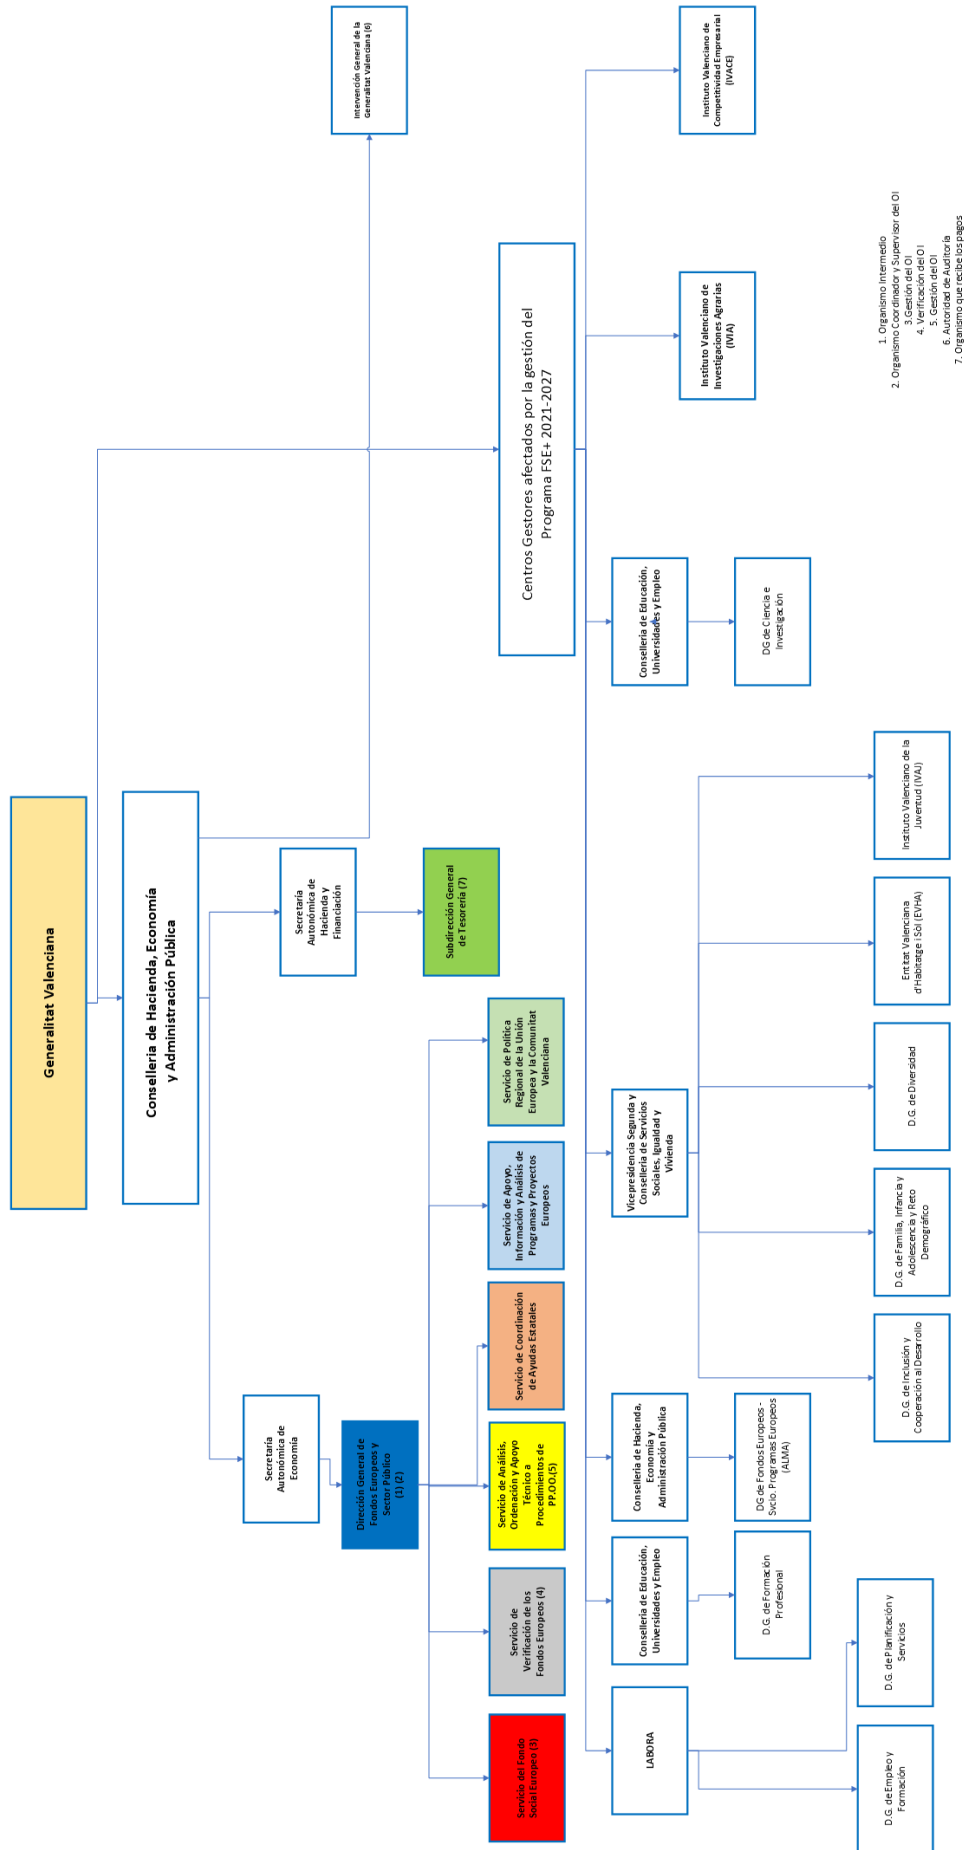 Generalitat Valenciana
Conselleria de Hacienda, Economía
y Administración Pública
Intervención General de la
Generalitat Valenciana (6)
Secretaría
Autonómica de
Economía
Secretaría
Autonómica de
Hacienda y
Financiación
Dirección General de
Fondos Europeos y
Sector Público
(1) (2)
Subdirección General
de Tesorería (7)
Servicio del Fondo
Social Europeo (3)
Servicio de
Verificación de los
Fondos Europeos (4)
Servicio de Análisis,
Ordenación y Apoyo
Técnico a
Procedimientos de
PP.OO.(5)
Servicio de Coordinación
de Ayudas Estatales
Servicio de Apoyo,
Información y Análisis de
Programas y Proyectos
Europeos
Servicio de Política
Regional de la Unión
Europea y la Comunitat
Valenciana
Centros Gestores afectados por la gestión del
Programa FSE+ 2021-2027
LABORA
Conselleria de Educación,
Universidades y Empleo
Conselleria de Hacienda,
Economía y
Administración Pública
Vicepresidencia Segunda y
Conselleria de Servicios
Sociales, Igualdad y
Vivienda
Conselleria de Educación,
Universidades y Empleo
Instituto Valenciano de
Investigaciones Agrarias
(IVIA)
Instituto Valenciano de
Competitividad Empresarial
(IVACE)
D.G. de Formación
Profesional
DG de Fondos Europeos -
Svcio. Programas Europeos
(ALMA)
DG de Ciencia e
Investigación
D.G. de Empleo y
Formación
D.G. de Planificación y
Servicios
D.G. de Inclusión y
Cooperación al Desarrollo
D.G. de Familia, Infancia y
Adolescencia y Reto
Demográfico
D.G. de Diversidad
Entitat Valenciana
d'Habitatge i Sòl (EVHA)
Instituto Valenciano de la
Juventud (IVAJ)
1. Organismo Intermedio
2. Organismo Coordinador y Supervisor del OI
3.Gestión del OI
4. Verificación del OI
5. Gestión del OI
6. Autoridad de Auditoría
7. Organismo que recibe los pagos